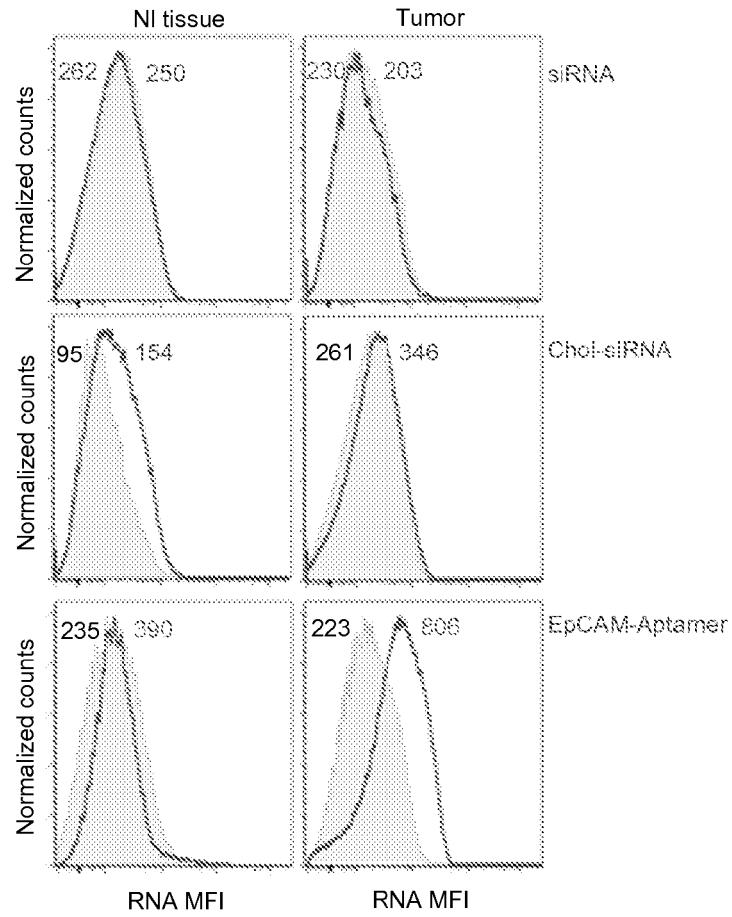 NI tissue Tumor
262 250 230 203 siRNA
Normalized counts
95 154 261 346 Chol-siRNA
Normalized counts
235 390 223 806 EpCAM-Aptamer
Normalized counts
RNA MFI RNA MFI